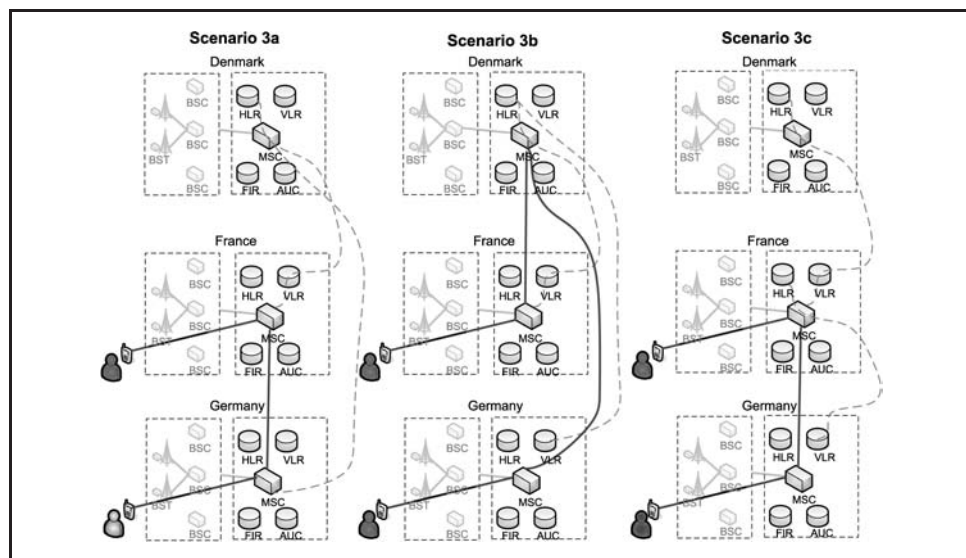 Scenario 3a
Scenario 3b
Scenario 3c
Denmark
Denmark
Denmark
BSC
HLR VLR
BSC
HLR VLR
BSC
HLR VLR
BST BSC
MSC
BST BSC
MSC
BST BSC
MSC
BSC
FIR AUC
BSC
FIR AUC
BSC
FIR AUC
France
France
France
BSC
HLR VLR
BSC
HLR VLR
BSC
HLR VLR
BST BSC
MSC
BST BSC
MSC
BST BSC
MSC
BSC
FIR AUC
BSC
FIR AUC
BSC
FIR AUC
Germany
Germany
Germany
BSC
HLR VLR
BSC
HLR VLR
BSC
HLR VLR
BST BSC
MSC
BST BSC
MSC
BST BSC
MSC
BSC
FIR AUC
BSC
FIR AUC
BSC
FIR AUC